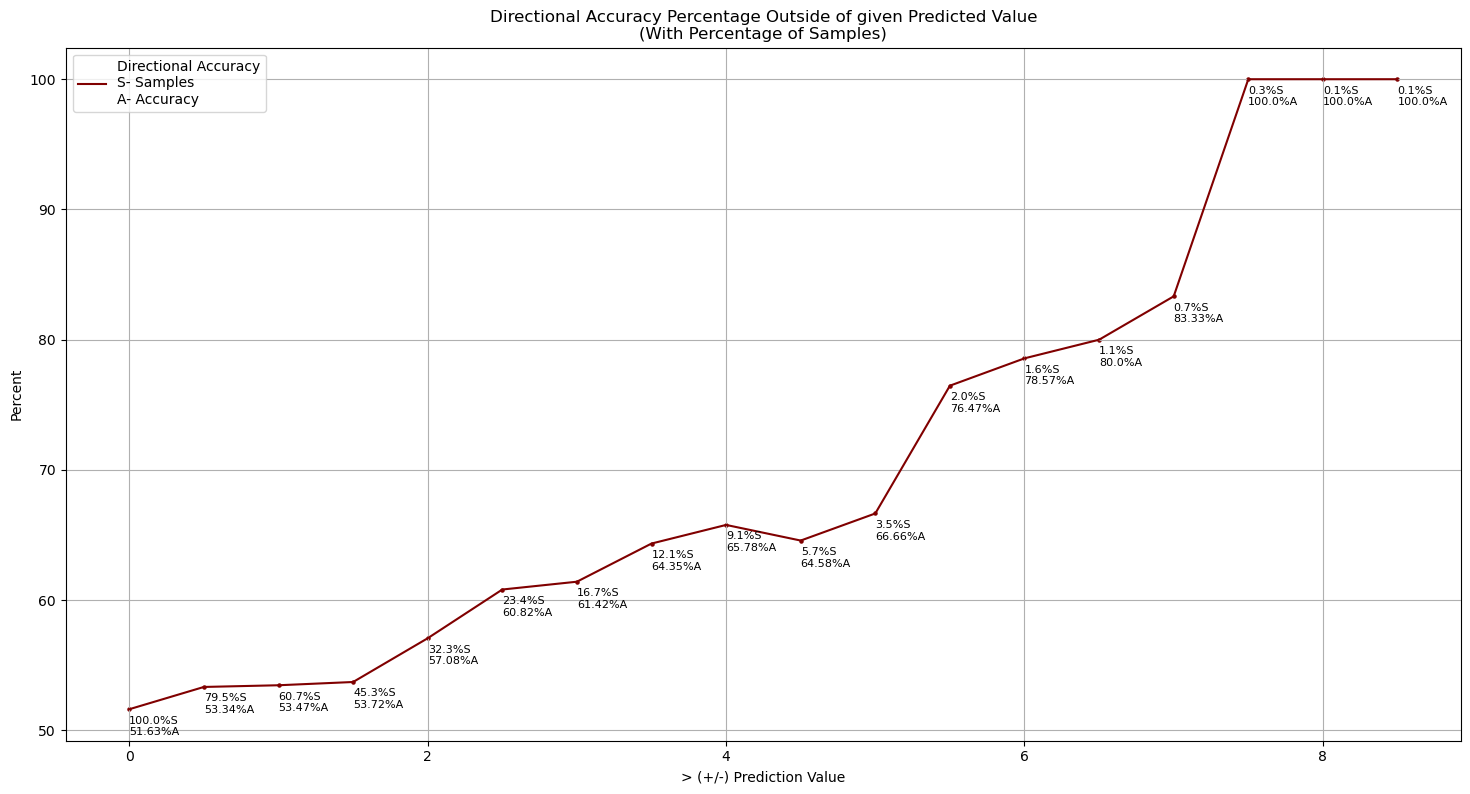 Directional Accuracy Percentage Outside of given Predicted Value
(With Percentage of Samples)
Directional Accuracy
S- Samples
A- Accuracy
Percent
100
90
80
70
60
50
100.0%S
51.63%A
79.5%S
53.34%A
60.7%S
53.47%A
45.3%S
53.72%A
32.3%S
57.08%A
23.4%S
60.82%A
16.7%S
61.42%A
12.1%S
64.35%A
9.1%S
65.78%A
5.7%S
64.58%A
3.5%S
66.66%A
2.0%S
76.47%A
1.6%S
78.57%A
1.1%S
80.0%A
0.7%S
83.33%A
0.3%S
100.0%A
0.1%S
100.0%A
0.1%S
100.0%A
0
2
4
6
8
> (+/-) Prediction Value